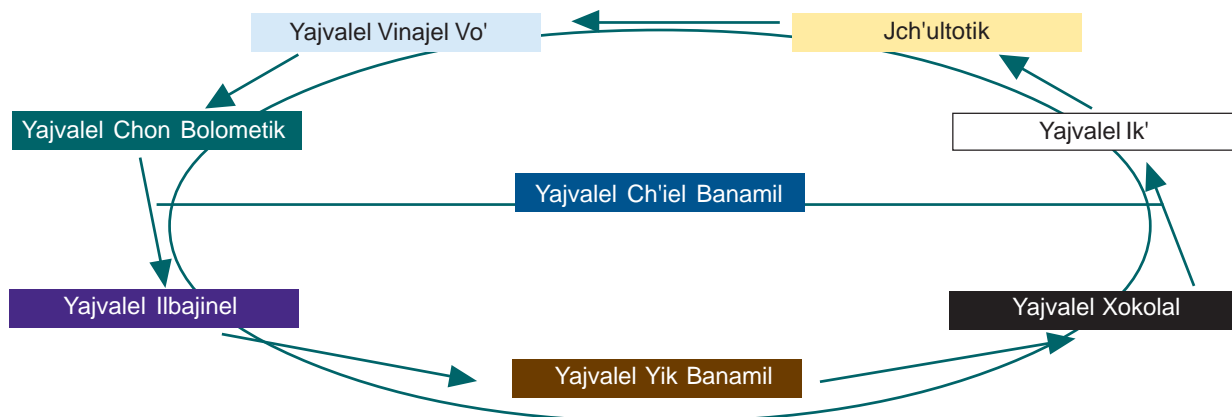 Yajvalel Vinajel Vo'
Jch'ultotik
Yajvalel Chon Bolometik
Yajvalel Ik'
Yajvalel Ch'iel Banamil
Yajvalel Ilbajinel
Yajvalel Xokolal
Yajvalel Yik Banamil